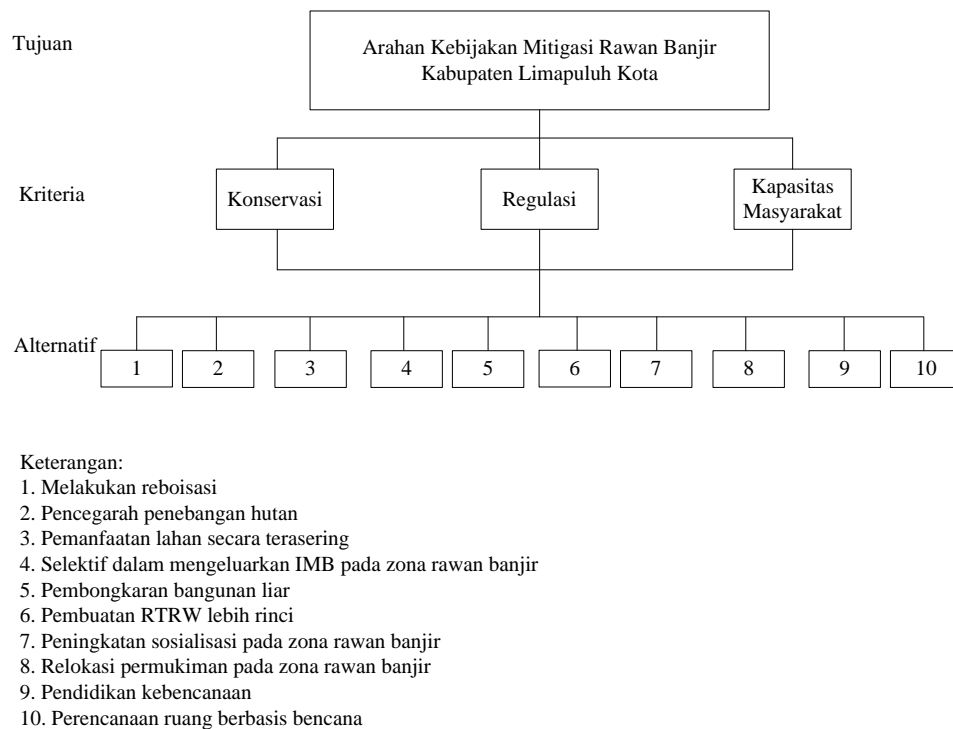 Tujuan
Arahan Kebijakan Mitigasi Rawan Banjir
Kabupaten Limapuluh Kota
Kriteria
Konservasi
Regulasi
Kapasitas
Masyarakat
Alternatif
1
2
3
4
5
6
7
8
9
10
Keterangan:
1. Melakukan reboisasi
2. Pencegarah penebangan hutan
3. Pemanfaatan lahan secara terasering
4. Selektif dalam mengeluarkan IMB pada zona rawan banjir
5. Pembongkaran bangunan liar
6. Pembuatan RTRW lebih rinci
7. Peningkatan sosialisasi pada zona rawan banjir
8. Relokasi permukiman pada zona rawan banjir
9. Pendidikan kebencanaan
10. Perencanaan ruang berbasis bencana